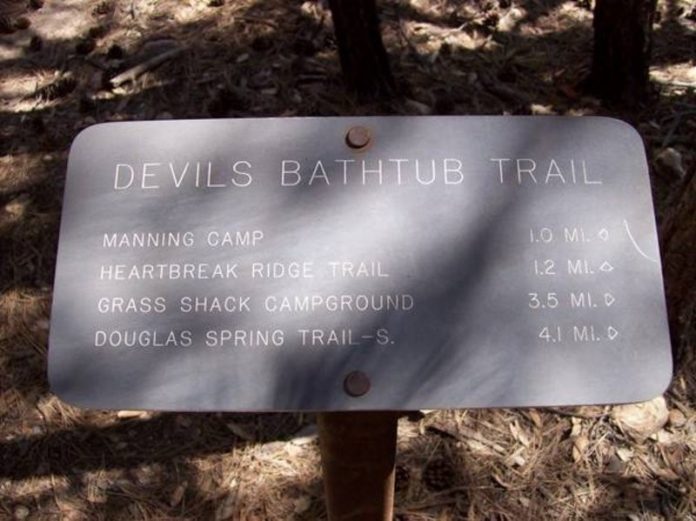 DEVILS BATHTUB TRAIL
MANNING CAMP 1.0 MI.
HEARTBREAK RIDGE TRAIL 1.2 MI.
GRASS SHACK CAMPGROUND 3.5 MI.
DOUGLAS SPRING TRAIL-S. 4.1 MI.